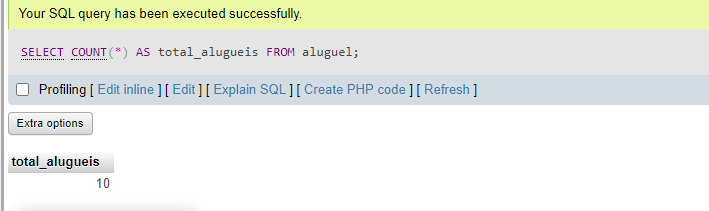 Your SQL query has been executed successfully.
SELECT COUNT(*) AS total_alugueis FROM aluguel;
Profiling [ Edit inline ] [ Edit ] [ Explain SQL ] [ Create PHP code ] [ Refresh ]
Extra options
total_alugueis
10